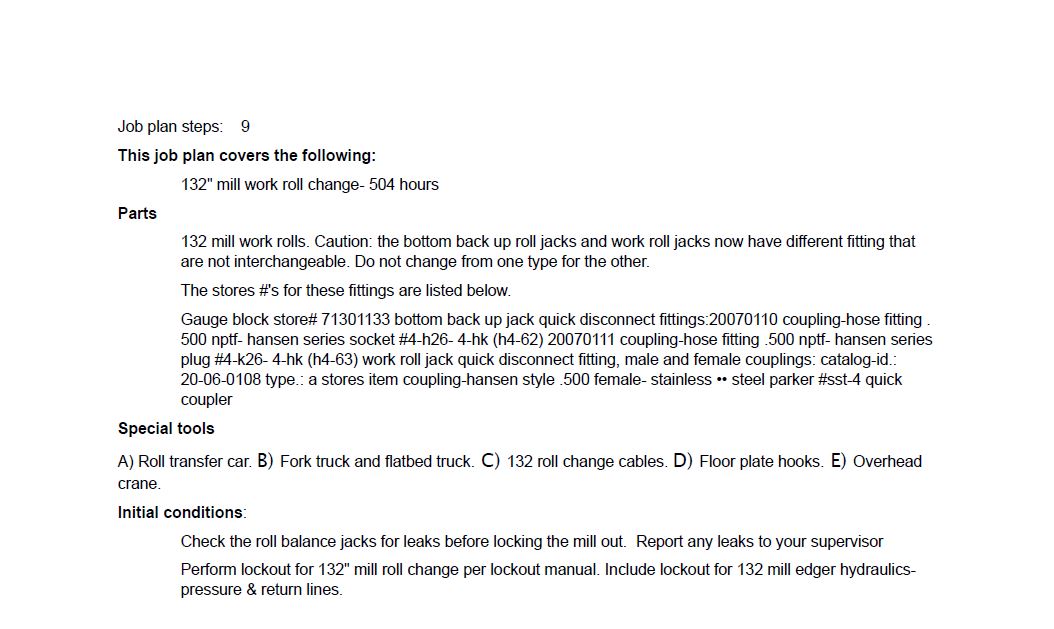 Job plan steps: 9
This job plan covers the following:
132" mill work roll change- 504 hours
Parts
132 mill work rolls. Caution: the bottom back up roll jacks and work roll jacks now have different fitting that
are not interchangeable. Do not change from one type for the other.
The stores #'s for these fittings are listed below.
Gauge block store# 71301133 bottom back up jack quick disconnect fittings:20070110 coupling-hose fitting .
500 nptf- hansen series socket #4-h26- 4-hk (h4-62) 20070111 coupling-hose fitting .500 nptf- hansen series
plug #4-k26- 4-hk (h4-63) work roll jack quick disconnect fitting, male and female couplings: catalog-id.:
20-06-0108 type.: a stores item coupling-hansen style .500 female- stainless •• steel parker #sst-4 quick
coupler
Special tools
A) Roll transfer car. B) Fork truck and flatbed truck. C) 132 roll change cables. D) Floor plate hooks. E) Overhead
crane.
Initial conditions:
Check the roll balance jacks for leaks before locking the mill out. Report any leaks to your supervisor
Perform lockout for 132" mill roll change per lockout manual. Include lockout for 132 mill edger hydraulics-
pressure & return lines.